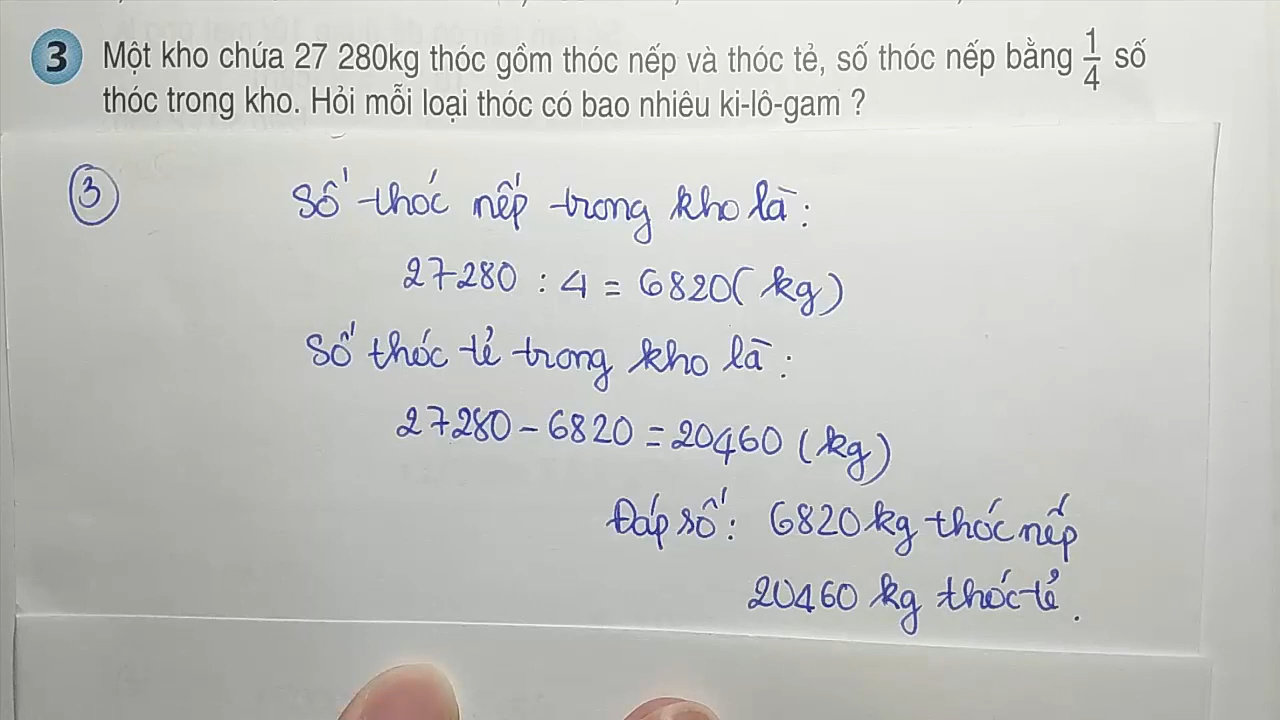 3 Một kho chứa 27 280kg thóc gồm thóc nếp và thóc tẻ, số thóc nếp bằng 1/4 số
thóc trong kho. Hỏi mỗi loại thóc có bao nhiêu ki-lô-gam ?
3 Số thóc nếp trong kho là :
27280 : 4 = 6820 ( kg )
Số thóc tẻ trong kho là :
27280 - 6820 = 20460 ( kg )
Đáp số : 6820 kg thóc nếp
20460 kg thóc tẻ .